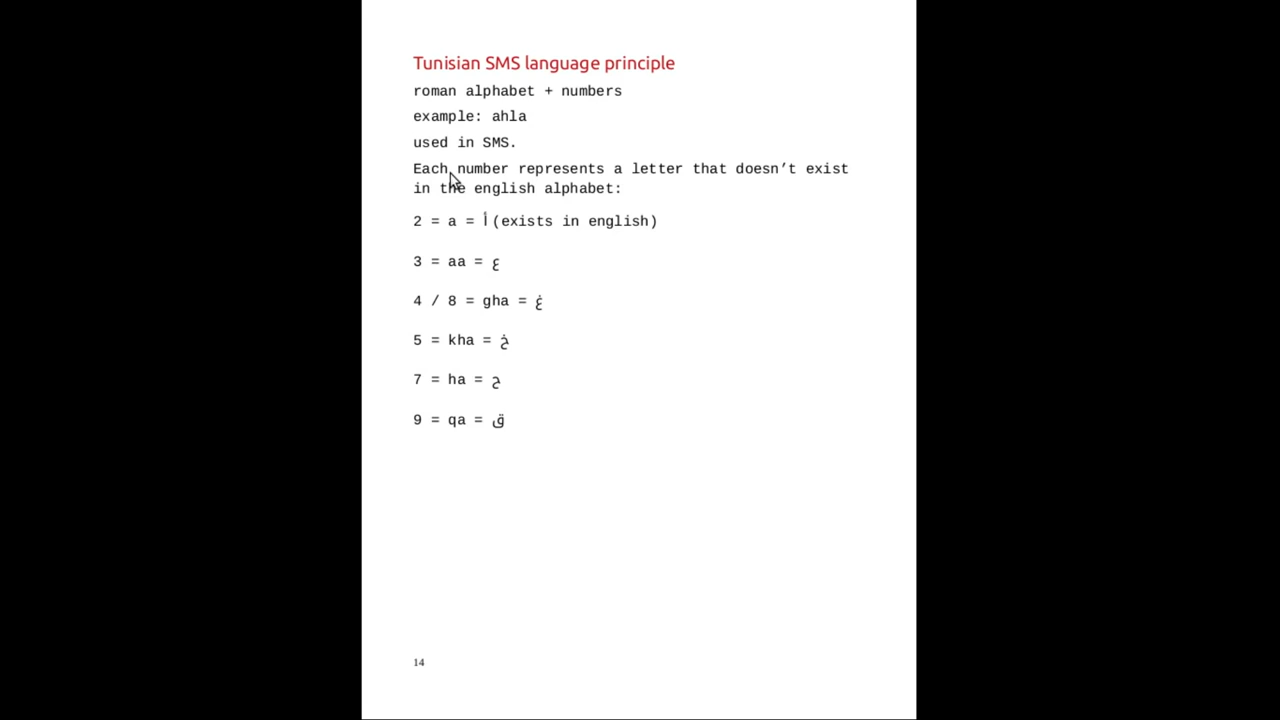 Tunisian SMS language principle
roman alphabet + numbers
example: ahla
used in SMS.
Each number represents a letter that doesn’t exist
in the english alphabet:
2 = a = أ (exists in english)
3 = aa = ع
4 / 8 = gha = غ
5 = kha = خ
7 = ha = ح
9 = qa = ق
14